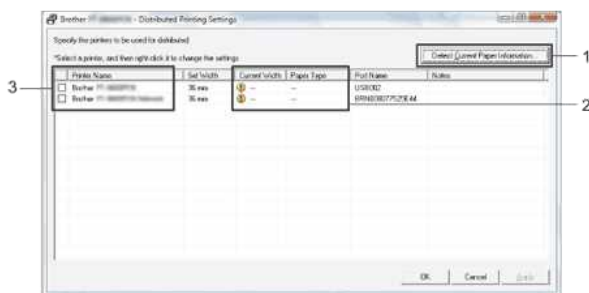 Brother - Distributed Printing Settings
Specify the printers to be used for distributed
*Select a printer, and then right-click it to change the settings.
Detect Current Paper Information
1
Printer Name Set Width Current Width Paper Type Port Name Notes
3
Brother 36 mm -- -- USB002
Brother 36 mm -- --
2
OK Cancel Apply